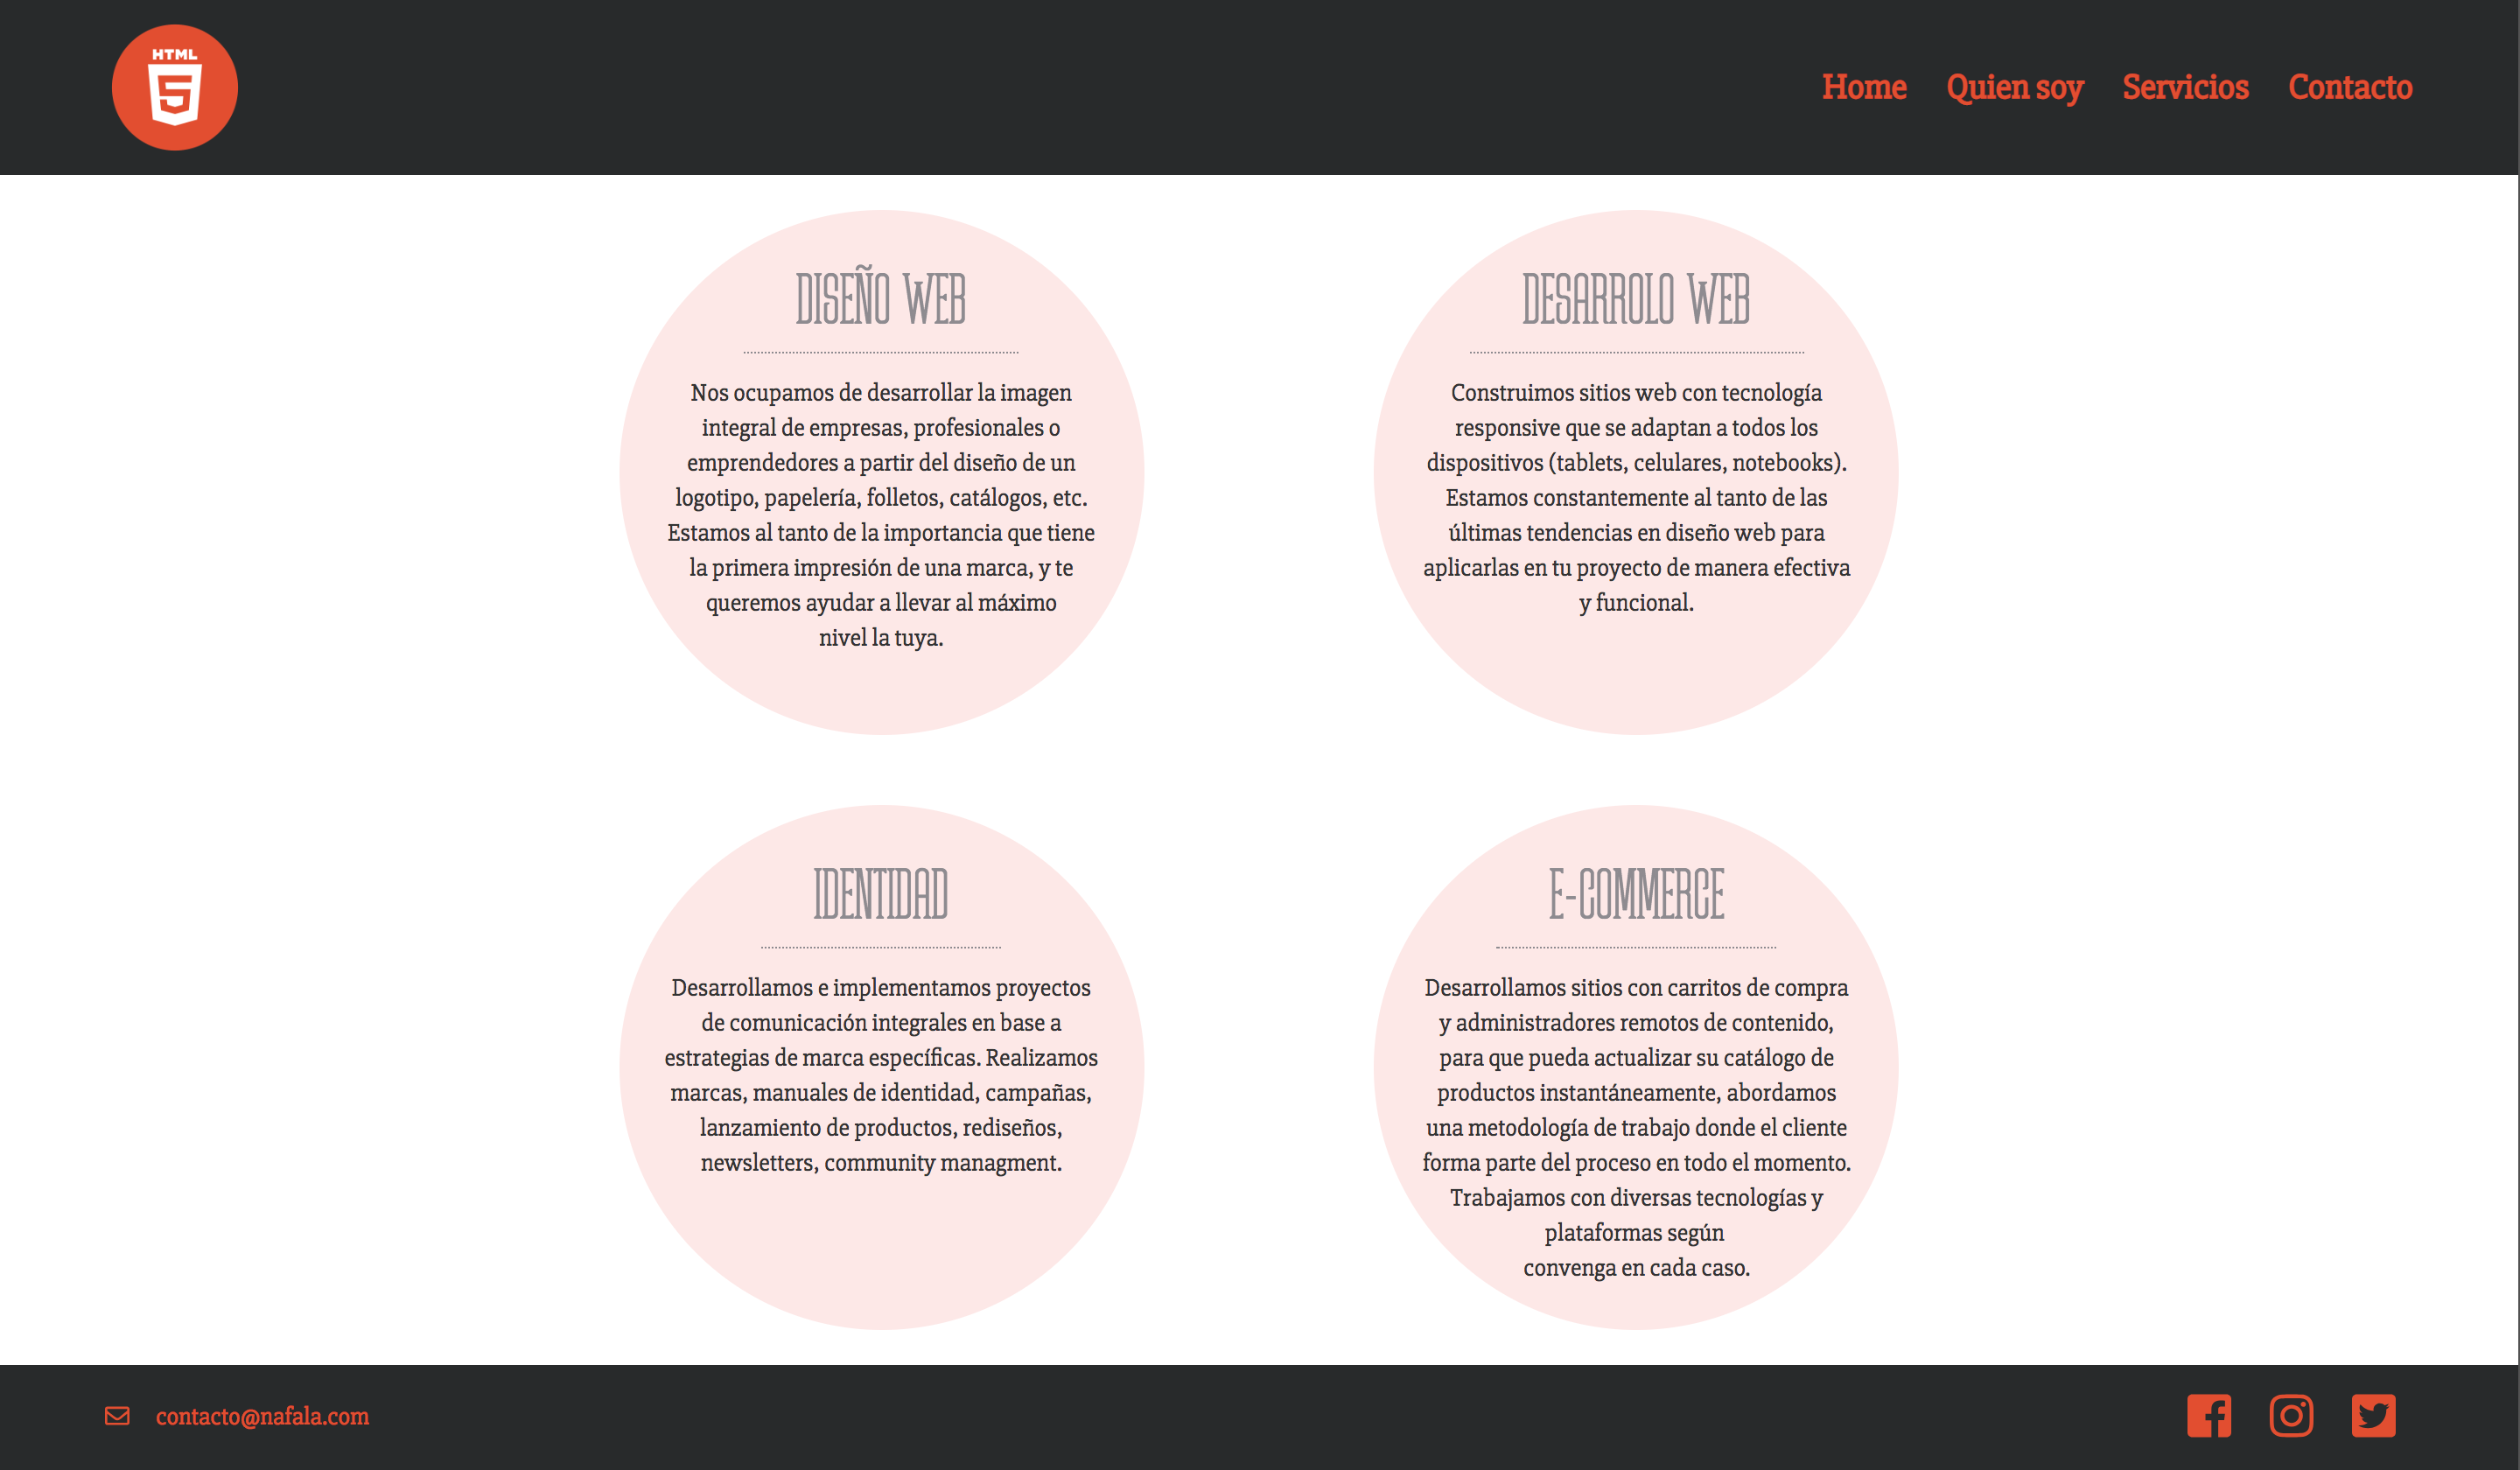 HTML
5
Home Quien soy Servicios Contacto
DISEÑO WEB
Nos ocupamos de desarrollar la imagen
integral de empresas, profesionales o
emprendedores a partir del diseño de un
logotipo, papelería, folletos, catálogos, etc.
Estamos al tanto de la importancia que tiene
la primera impresión de una marca, y te
queremos ayudar a llevar al máximo
nivel la tuya.
DESARROLO WEB
Construimos sitios web con tecnología
responsive que se adaptan a todos los
dispositivos (tablets, celulares, notebooks).
Estamos constantemente al tanto de las
últimas tendencias en diseño web para
aplicarlas en tu proyecto de manera efectiva
y funcional.
IDENTIDAD
Desarrollamos e implementamos proyectos
de comunicación integrales en base a
estrategias de marca específicas. Realizamos
marcas, manuales de identidad, campañas,
lanzamiento de productos, rediseños,
newsletters, community managment.
E-COMMERCE
Desarrollamos sitios con carritos de compra
y administradores remotos de contenido,
para que pueda actualizar su catálogo de
productos instantáneamente, abordamos
una metodología de trabajo donde el cliente
forma parte del proceso en todo el momento.
Trabajamos con diversas tecnologías y
plataformas según
convenga en cada caso.
contacto@nafala.com